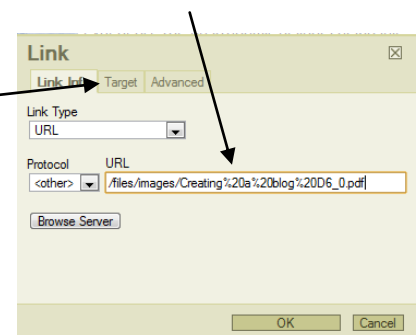 Link
Link Info Target Advanced
Link Type
URL
Protocol URL
<other> /files/images/Creating%20a%20blog%20D6_0.pdf
Browse Server
OK Cancel